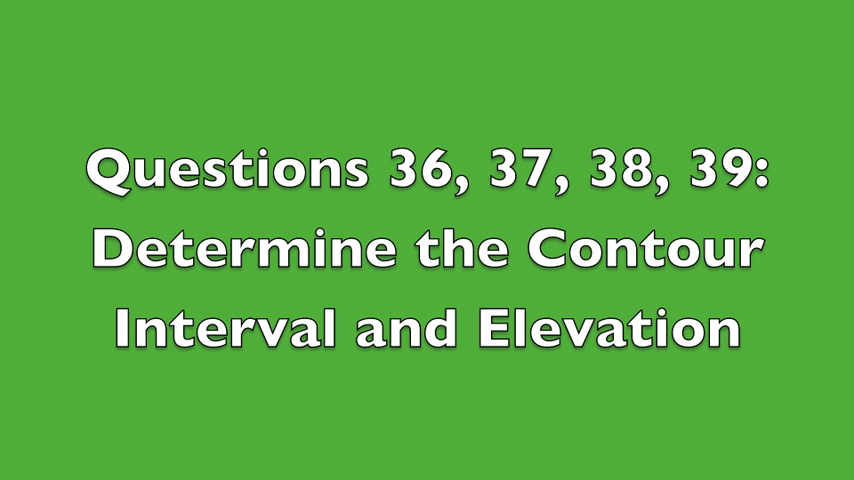 Questions 36, 37, 38, 39:
Determine the Contour
Interval and Elevation